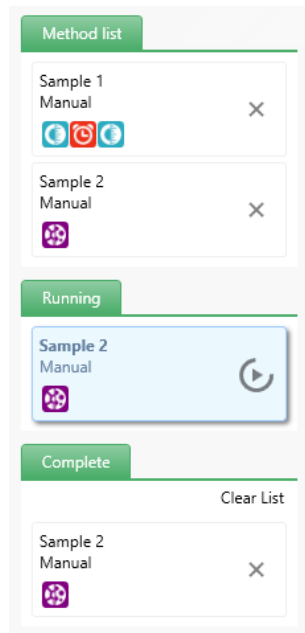 Method list
Sample 1
Manual
Sample 2
Manual
Running
Sample 2
Manual
Complete
Clear List
Sample 2
Manual